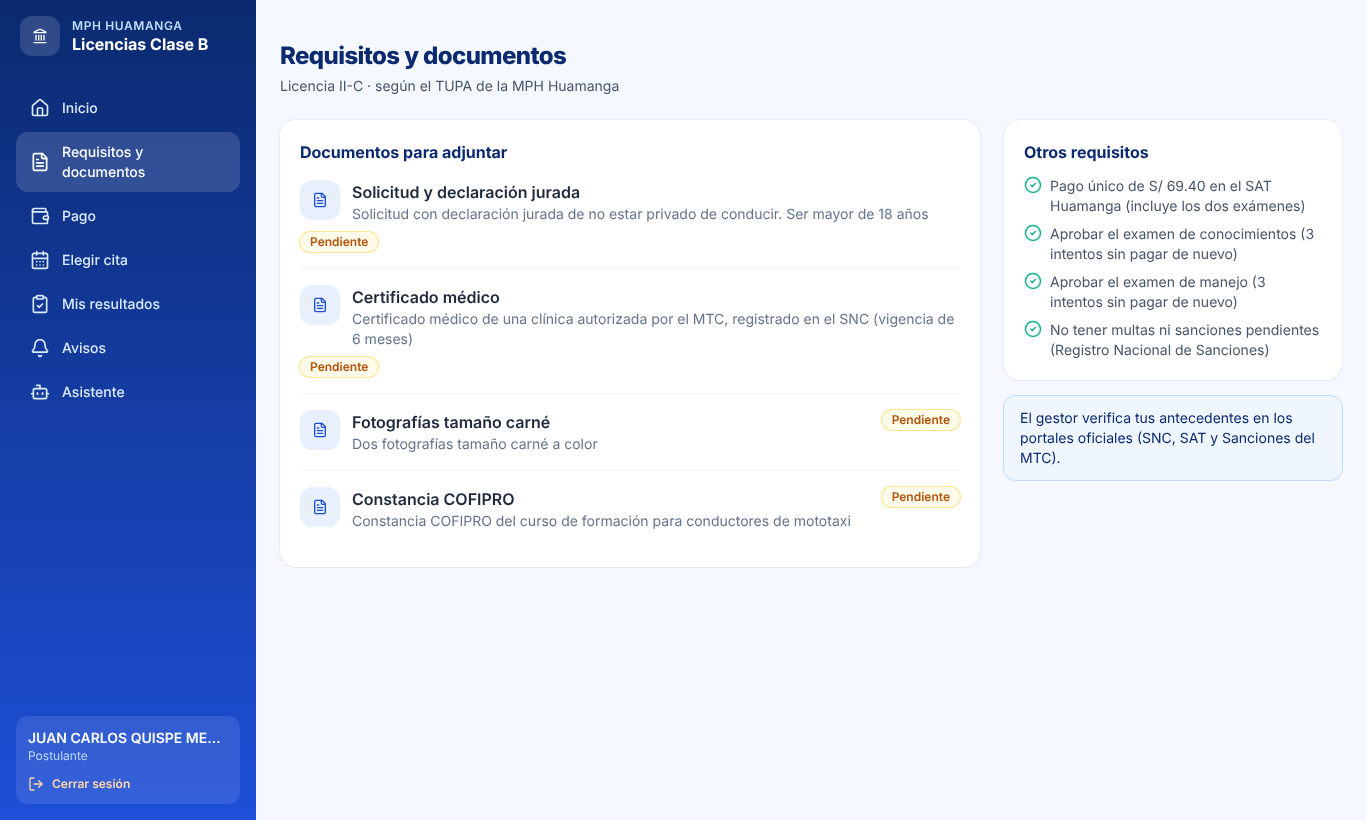 MPH HUAMANGA
Licencias Clase B
Inicio
Requisitos y
documentos
Pago
Elegir cita
Mis resultados
Avisos
Asistente
JUAN CARLOS QUISPE ME...
Postulante
Cerrar sesión
Requisitos y documentos
Licencia II-C · según el TUPA de la MPH Huamanga
Documentos para adjuntar
Solicitud y declaración jurada
Solicitud con declaración jurada de no estar privado de conducir. Ser mayor de 18 años
Pendiente
Certificado médico
Certificado médico de una clínica autorizada por el MTC, registrado en el SNC (vigencia de
6 meses)
Pendiente
Fotografías tamaño carné
Dos fotografías tamaño carné a color
Pendiente
Constancia COFIPRO
Constancia COFIPRO del curso de formación para conductores de mototaxi
Pendiente
Otros requisitos
Pago único de S/ 69.40 en el SAT
Huamanga (incluye los dos exámenes)
Aprobar el examen de conocimientos (3
intentos sin pagar de nuevo)
Aprobar el examen de manejo (3
intentos sin pagar de nuevo)
No tener multas ni sanciones pendientes
(Registro Nacional de Sanciones)
El gestor verifica tus antecedentes en los
portales oficiales (SNC, SAT y Sanciones del
MTC).